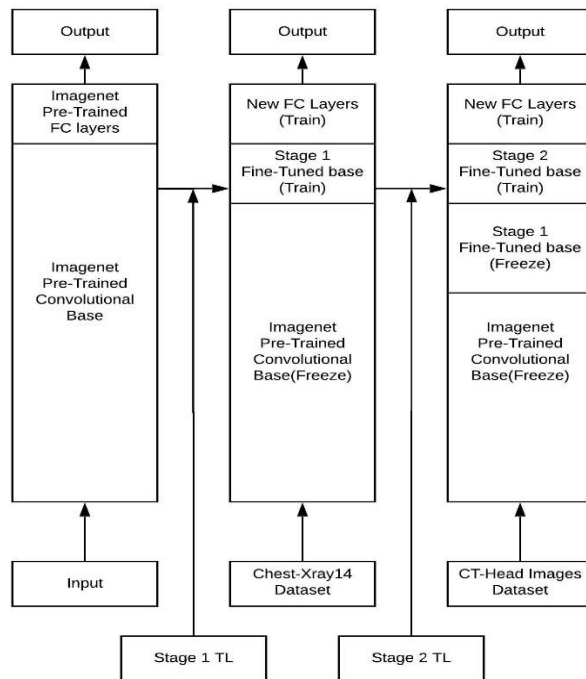 Output
Imagenet
Pre-Trained
FC layers
Imagenet
Pre-Trained
Convolutional
Base
Input
Output
New FC Layers
(Train)
Stage 1
Fine-Tuned base
(Train)
Imagenet
Pre-Trained
Convolutional
Base(Freeze)
Chest-Xray14
Dataset
Output
New FC Layers
(Train)
Stage 2
Fine-Tuned base
(Train)
Stage 1
Fine-Tuned base
(Freeze)
Imagenet
Pre-Trained
Convolutional
Base(Freeze)
CT-Head Images
Dataset
Stage 1 TL
Stage 2 TL